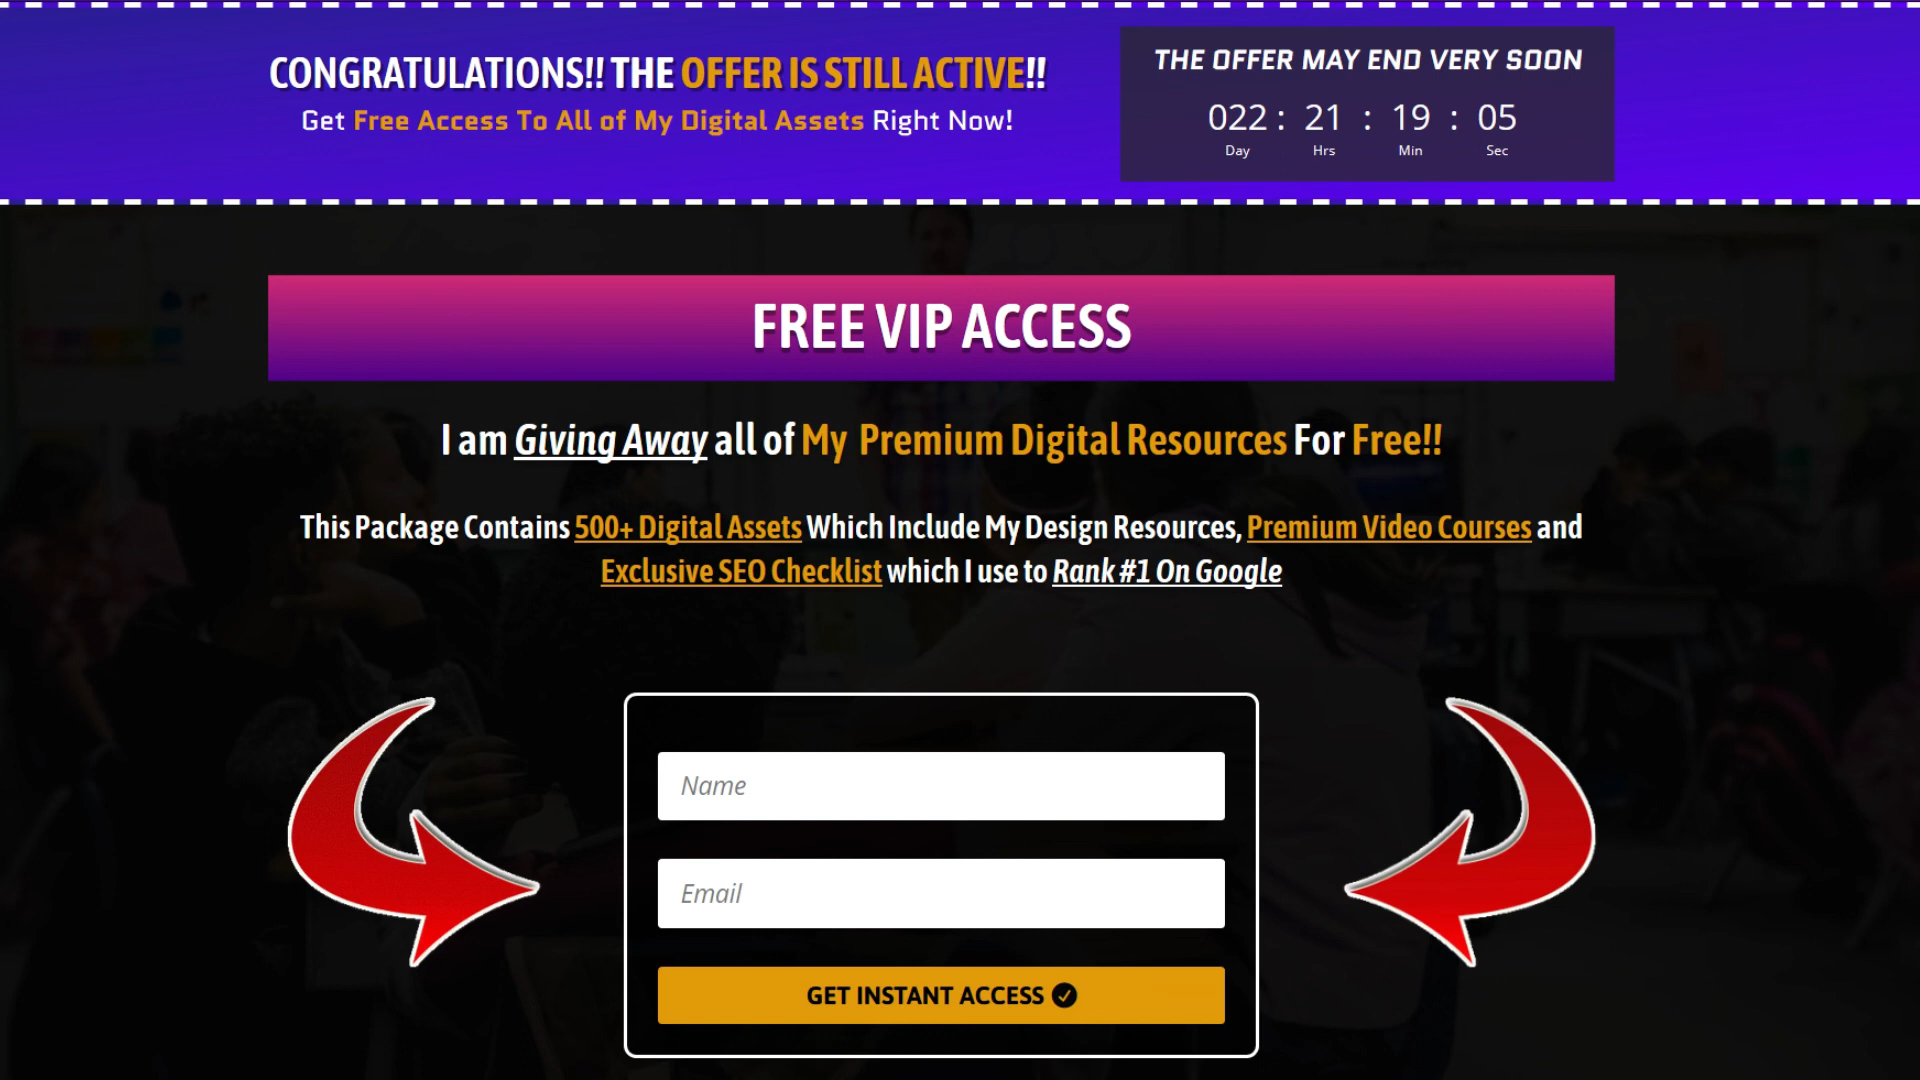 CONGRATULATIONS!! THE OFFER IS STILL ACTIVE!!
Get Free Access To All of My Digital Assets Right Now!
THE OFFER MAY END VERY SOON
022 : 21 : 19 : 05
Day Hrs Min Sec
FREE VIP ACCESS
I am Giving Away all of My Premium Digital Resources For Free!!
This Package Contains 500+ Digital Assets Which Include My Design Resources, Premium Video Courses and
Exclusive SEO Checklist which I use to Rank #1 On Google
Name
Email
GET INSTANT ACCESS